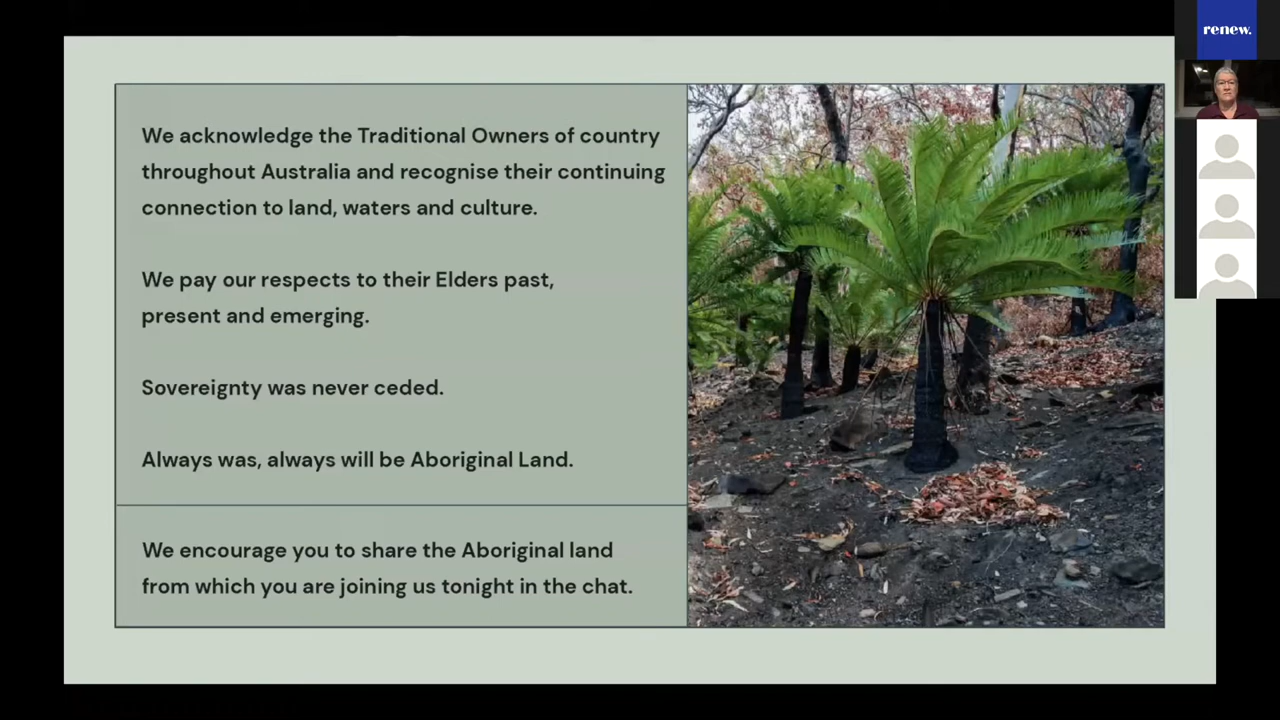 We acknowledge the Traditional Owners of country
throughout Australia and recognise their continuing
connection to land, waters and culture.
We pay our respects to their Elders past,
present and emerging.
Sovereignty was never ceded.
Always was, always will be Aboriginal Land.
We encourage you to share the Aboriginal land
from which you are joining us tonight in the chat.
renew.